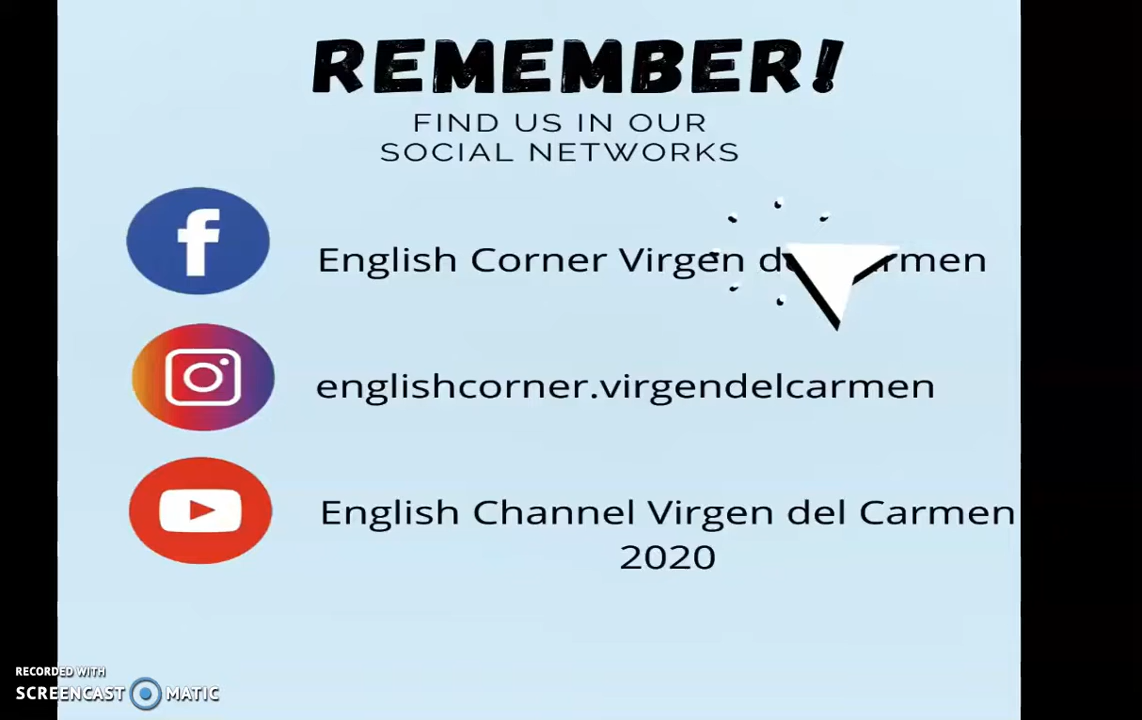 REMEMBER!
FIND US IN OUR
SOCIAL NETWORKS
f
English Corner Virgen carmen
englishcorner.virgendelcarmen
English Channel Virgen del Carmen
2020
RECORDED WITH
SCREENCAST MATIC